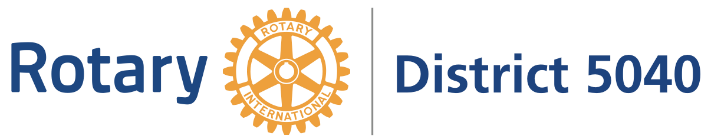 Rotary
ROTARY
INTERNATIONAL
District 5040